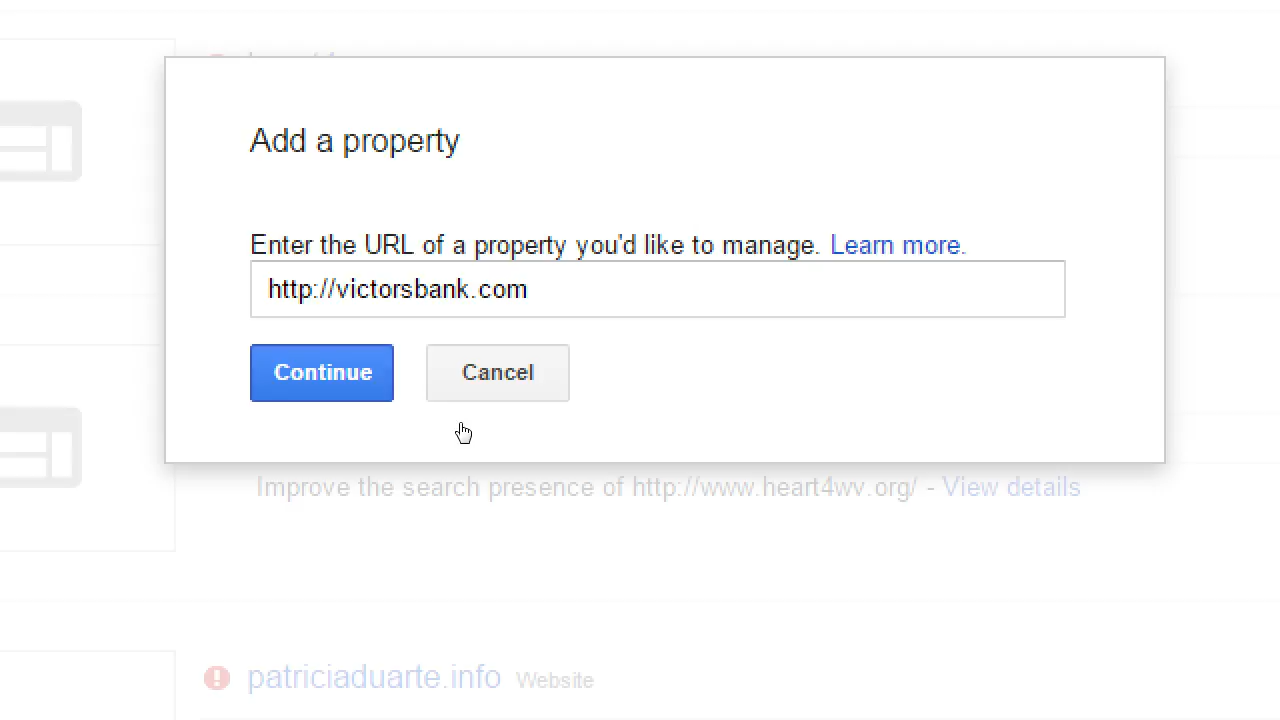 Add a property
Enter the URL of a property you'd like to manage. Learn more.
http://victorsbank.com
Continue Cancel
Improve the search presence of http://www.heart4wv.org/ - View details
patriciaduarte.info Website